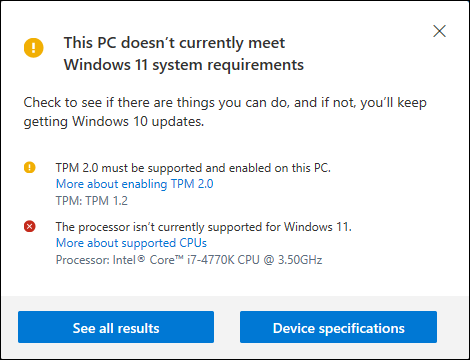 This PC doesn’t currently meet
Windows 11 system requirements
Check to see if there are things you can do, and if not, you’ll keep
getting Windows 10 updates.
TPM 2.0 must be supported and enabled on this PC.
More about enabling TPM 2.0
TPM: TPM 1.2
The processor isn’t currently supported for Windows 11.
More about supported CPUs
Processor: Intel® Core™ i7-4770K CPU @ 3.50GHz
See all results
Device specifications